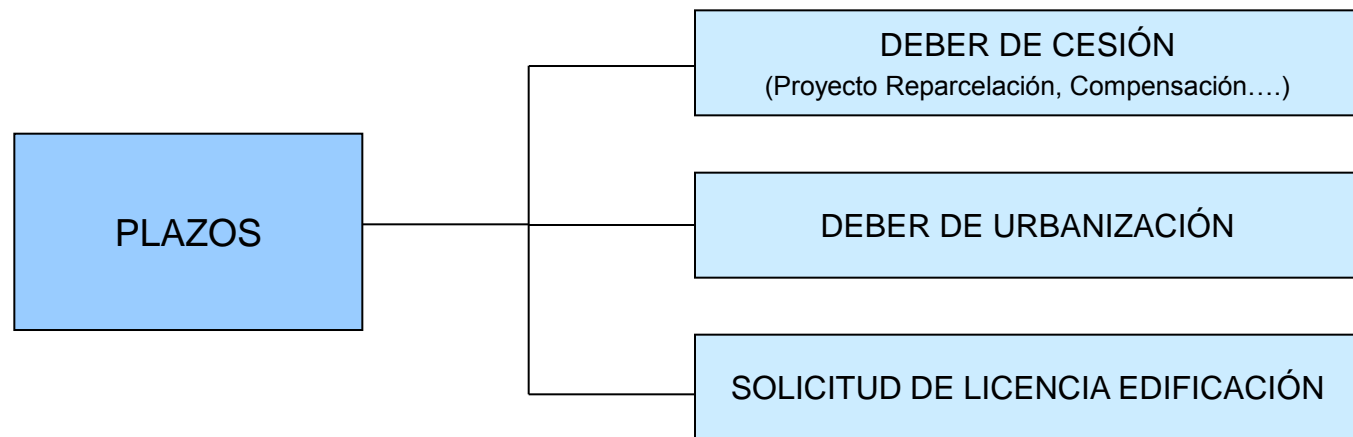 PLAZOS
DEBER DE CESIÓN
(Proyecto Reparcelación, Compensación….)
DEBER DE URBANIZACIÓN
SOLICITUD DE LICENCIA EDIFICACIÓN